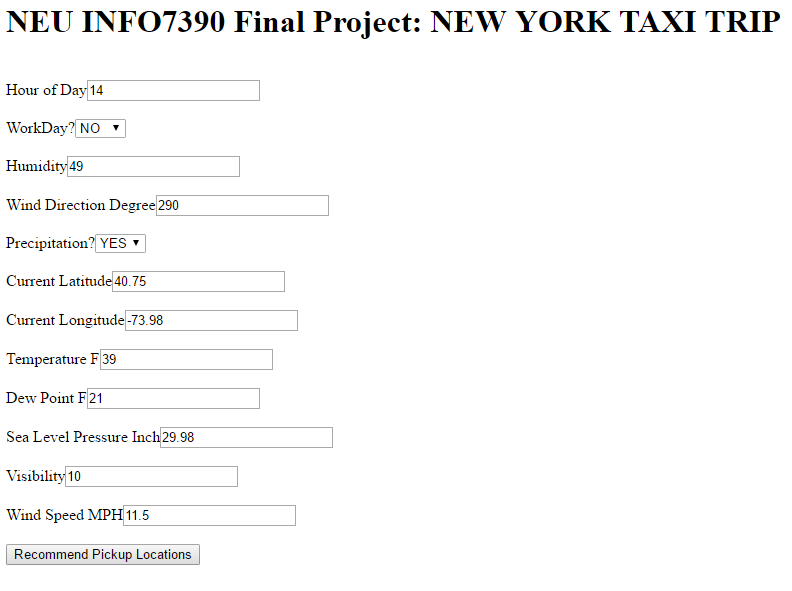 NEU INFO7390 Final Project: NEW YORK TAXI TRIP
Hour of Day 14
WorkDay? NO
Humidity 49
Wind Direction Degree 290
Precipitation? YES
Current Latitude 40.75
Current Longitude -73.98
Temperature F 39
Dew Point F 21
Sea Level Pressure Inch 29.98
Visibility 10
Wind Speed MPH 11.5
Recommend Pickup Locations